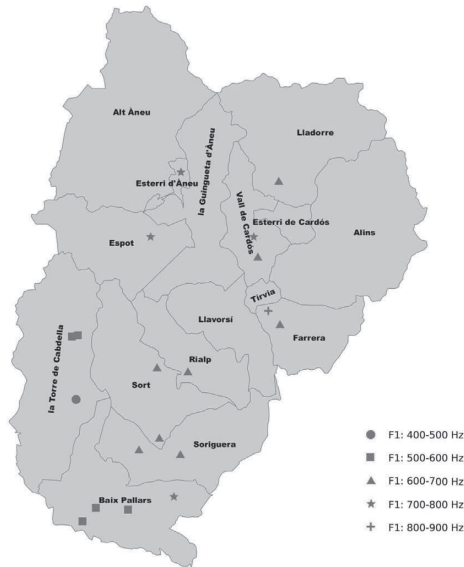 Alt Àneu
Lladorre
la Guingueta d'Àneu
Esterri d'Àneu
Vall de Cardós
Esterri de Cardós
Espot
Alins
Tírvia
Llavorsí
Farrera
la Torre de Cabdella
Rialp
Sort
Soriguera
Baix Pallars
F1: 400-500 Hz
F1: 500-600 Hz
F1: 600-700 Hz
F1: 700-800 Hz
F1: 800-900 Hz